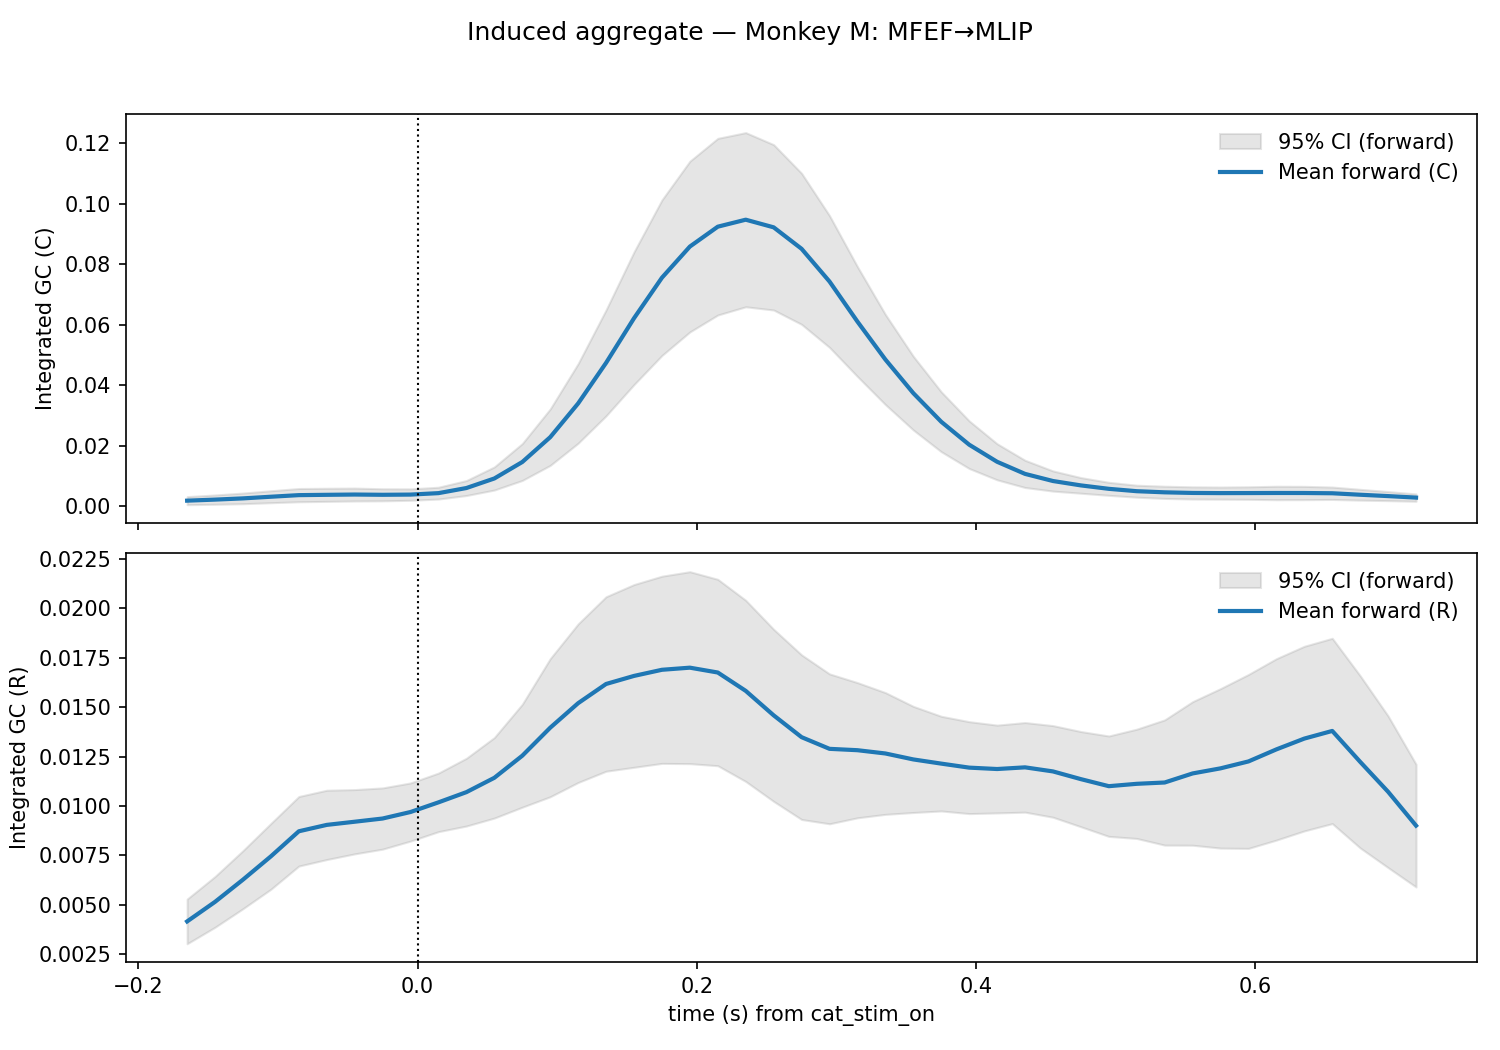 Induced aggregate — Monkey M: MFEF→MLIP
Integrated GC (C)
0.12
0.10
0.08
0.06
0.04
0.02
0.00
95% CI (forward)
Mean forward (C)
Integrated GC (R)
0.0225
0.0200
0.0175
0.0150
0.0125
0.0100
0.0075
0.0050
0.0025
95% CI (forward)
Mean forward (R)
−0.2
0.0
0.2
0.4
0.6
time (s) from cat_stim_on